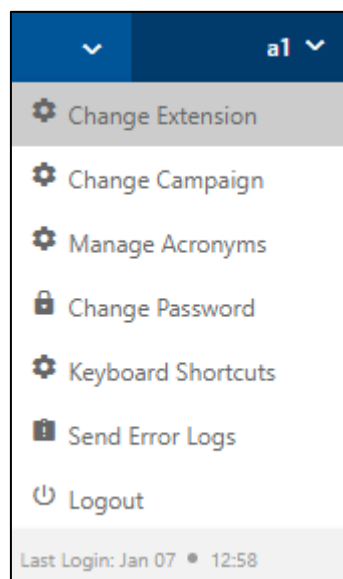 a1
Change Extension
Change Campaign
Manage Acronyms
Change Password
Keyboard Shortcuts
Send Error Logs
Logout
Last Login: Jan 07 • 12:58